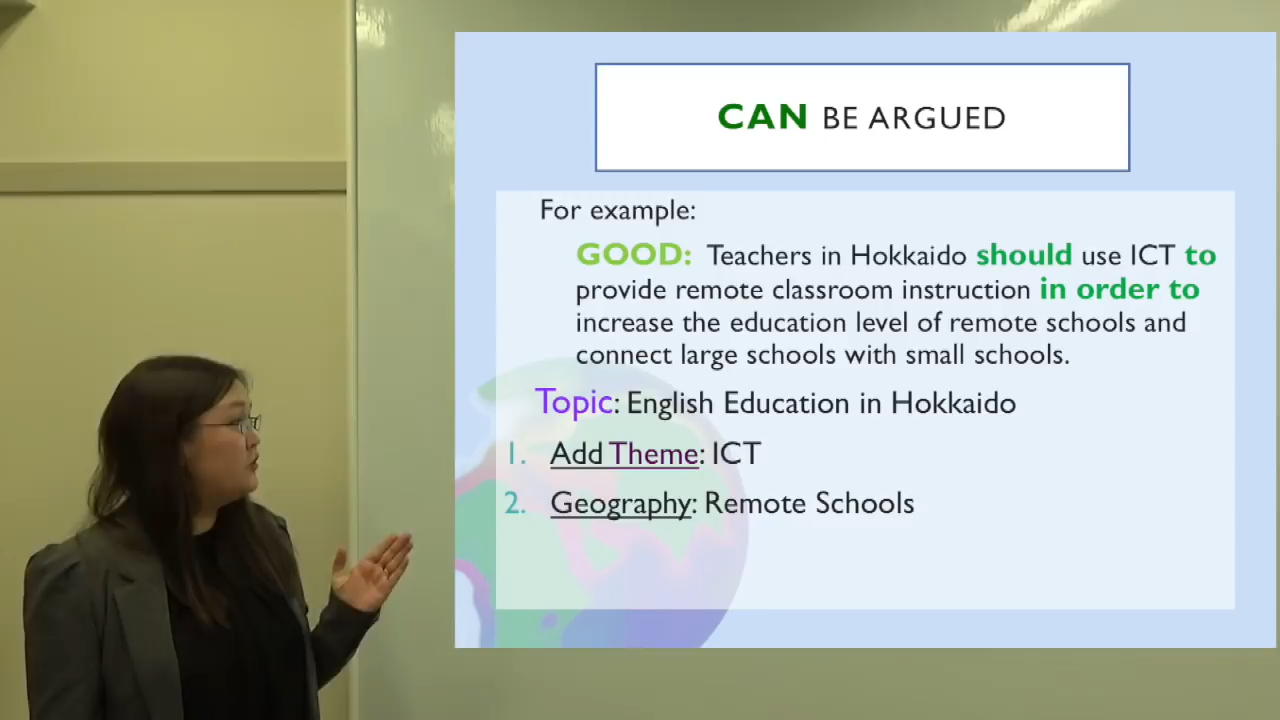 CAN BE ARGUED
For example:
GOOD: Teachers in Hokkaido should use ICT to
provide remote classroom instruction in order to
increase the education level of remote schools and
connect large schools with small schools.
Topic: English Education in Hokkaido
1. Add Theme: ICT
2. Geography: Remote Schools